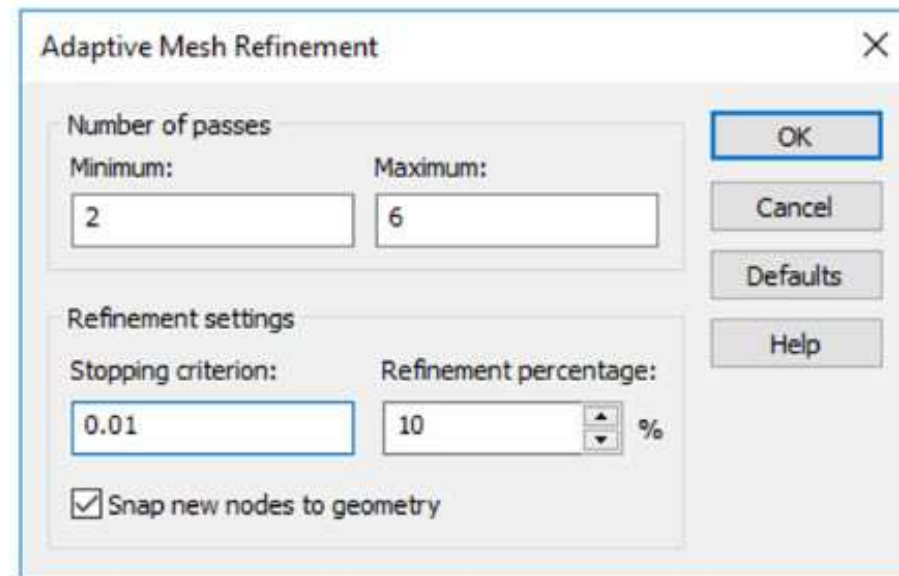 Adaptive Mesh Refinement
Number of passes
Minimum:
Maximum:
2
6
OK
Cancel
Defaults
Help
Refinement settings
Stopping criterion:
Refinement percentage:
0.01
10
%
Snap new nodes to geometry